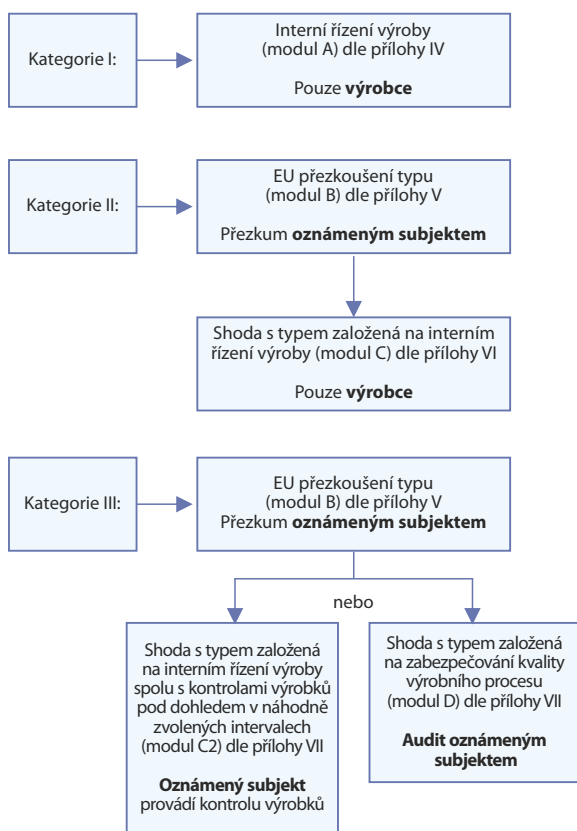 Kategorie I:
Interní řízení výroby
(modul A) dle přílohy IV
Pouze výrobce
Kategorie II:
EU přezkoušení typu
(modul B) dle přílohy V
Přezkum oznámeným subjektem
Shoda s typem založená na interním
řízení výroby (modul C) dle přílohy VI
Pouze výrobce
Kategorie III:
EU přezkoušení typu
(modul B) dle přílohy V
Přezkum oznámeným subjektem
nebo
Shoda s typem založená
na interním řízení výroby
spolu s kontrolami výrobků
pod dohledem v náhodně
zvolených intervalech
(modul C2) dle přílohy VII
Oznámený subjekt
provádí kontrolu výrobků
Shoda s typem založená
na zabezpečování kvality
výrobního procesu
(modul D) dle přílohy VII
Audit oznámeným
subjektem